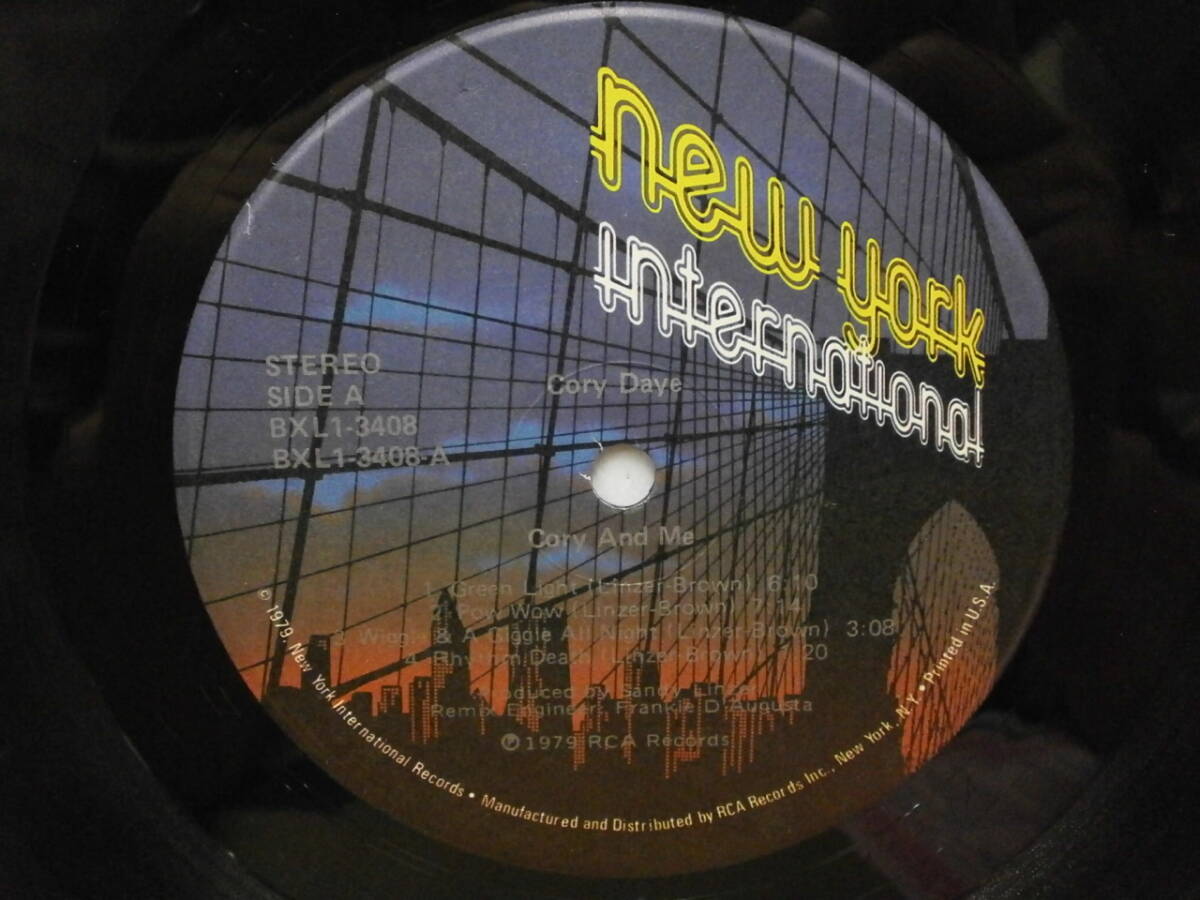 new york
International
STEREO
SIDE A
BXL1-3408
BXL1-3408-A
Cory Daye
Cory And Me
1. Green Light (Linzer-Brown) 6:10
2. Pow Wow (Linzer-Brown) 7:14
3. Wiggle & A Giggle All Night (Linzer-Brown) 3:08
4. Rhythm Death (Linzer-Brown) :20
Produced by Sandy Linzer
Remix Engineer: Frankie D'Augusta
℗ 1979 RCA Records
© 1979. New York International Records • Manufactured and Distributed by RCA Records Inc., New York, N.Y. • Printed in U.S.A.